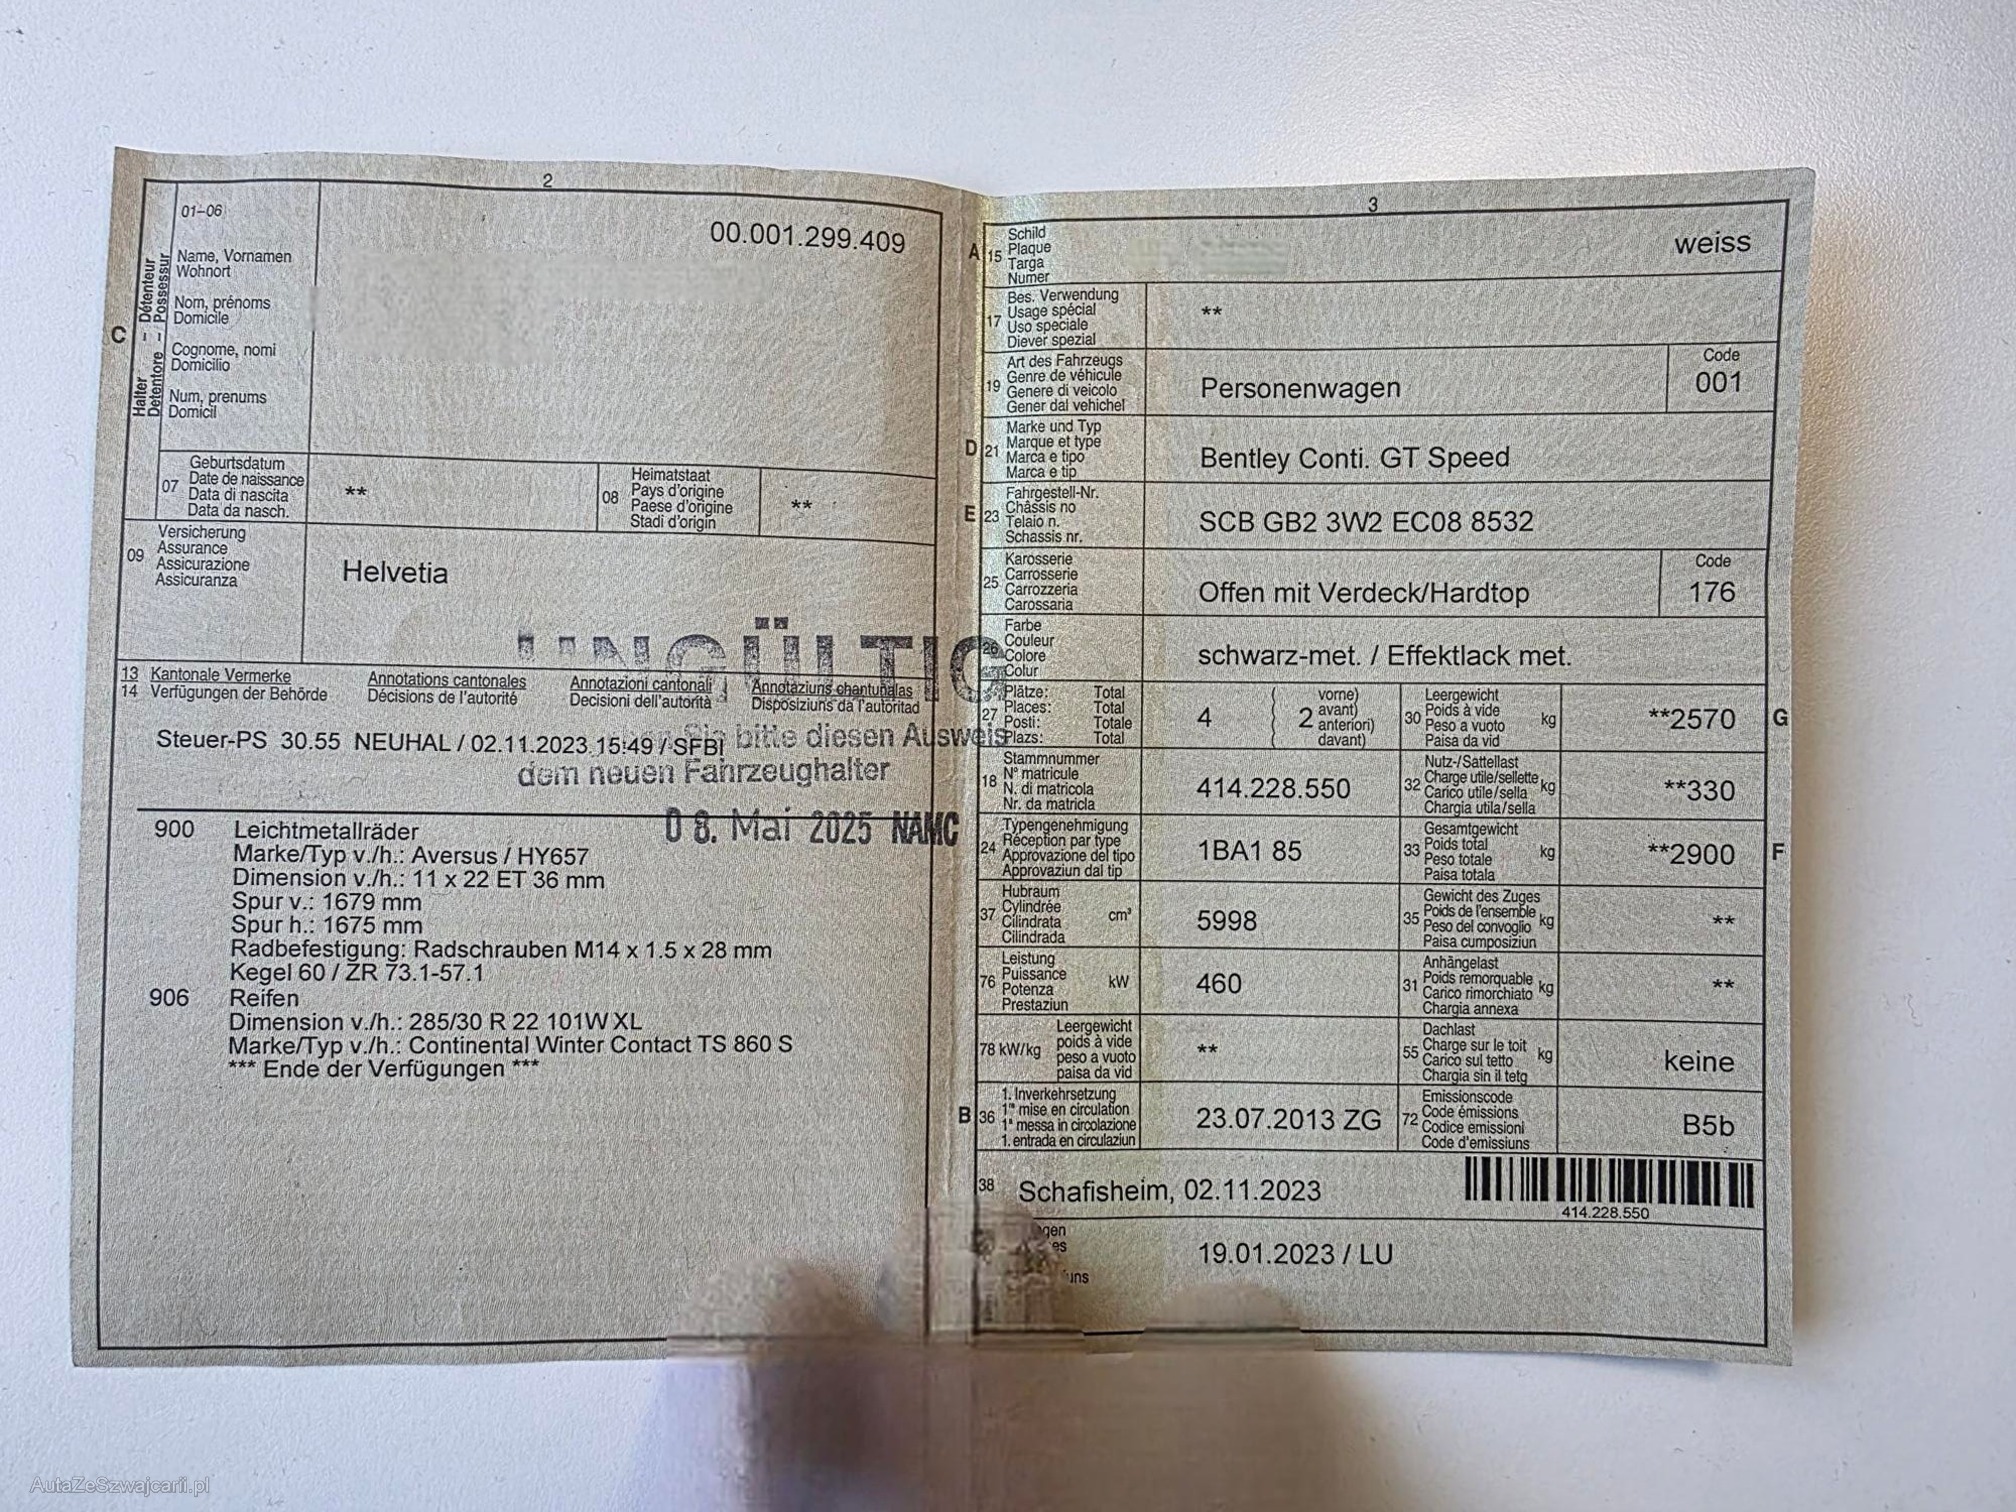 2
01–06
00.001.299.409
C
Halter – Détenteur
Detentore – Possessur
Name, Vornamen
Wohnort
Nom, prénoms
Domicile
Cognome, nomi
Domicilio
Num, prenums
Domicil
07
Geburtsdatum
Date de naissance
Data di nascita
Data da nasch.
**
08
Heimatstaat
Pays d'origine
Paese d'origine
Stadi d'origin
**
09
Versicherung
Assurance
Assicurazione
Assicuranza
Helvetia
UNGÜLTIG
13 Kantonale Vermerke Annotations cantonales Annotazioni cantonali Annotaziuns chantunalas
14 Verfügungen der Behörde Décisions de l'autorité Decisioni dell'autorità Disposiziuns da l'autoritad
Steuer-PS 30.55 NEUHAL / 02.11.2023 15:49 / SFBI
bitte diesen Ausweis
dem neuen Fahrzeughalter
08. Mai 2025 NAMC
900 Leichtmetallräder
Marke/Typ v./h.: Aversus / HY657
Dimension v./h.: 11 x 22 ET 36 mm
Spur v.: 1679 mm
Spur h.: 1675 mm
Radbefestigung: Radschrauben M14 x 1.5 x 28 mm
Kegel 60 / ZR 73.1-57.1
906 Reifen
Dimension v./h.: 285/30 R 22 101W XL
Marke/Typ v./h.: Continental Winter Contact TS 860 S
*** Ende der Verfügungen ***
3
A 15
Schild
Plaque
Targa
Numer
weiss
17
Bes. Verwendung
Usage spécial
Uso speciale
Diever spezial
**
19
Art des Fahrzeugs
Genre de véhicule
Genere di veicolo
Gener dal vehichel
Personenwagen
Code
001
D 21
Marke und Typ
Marque et type
Marca e tipo
Marca e tip
Bentley Conti. GT Speed
E 23
Fahrgestell-Nr.
Châssis no
Telaio n.
Schassis nr.
SCB GB2 3W2 EC08 8532
25
Karosserie
Carrosserie
Carrozzeria
Carossaria
Offen mit Verdeck/Hardtop
Code
176
26
Farbe
Couleur
Colore
Colur
schwarz-met. / Effektlack met.
27
Plätze: Total
Places: Total
Posti: Totale
Plazs: Total
4
( 2
vorne)
avant)
anteriori)
davant)
30
Leergewicht
Poids à vide
Peso a vuoto
Paisa da vid
kg
**2570
G
18
Stammnummer
N° matricule
N. di matricola
Nr. da matricla
414.228.550
32
Nutz-/Sattellast
Charge utile/sellette
Carico utile/sella
Chargia utila/sella
kg
**330
24
Typengenehmigung
Réception par type
Approvazione del tipo
Approvaziun dal tip
1BA1 85
33
Gesamtgewicht
Poids total
Peso totale
Paisa totala
kg
**2900
F
37
Hubraum
Cylindrée
Cilindrata
Cilindrada
cm³
5998
35
Gewicht des Zuges
Poids de l'ensemble
Peso del convoglio
Paisa cumposiziun
kg
**
76
Leistung
Puissance
Potenza
Prestaziun
kW
460
31
Anhängelast
Poids remorquable
Carico rimorchiato
Chargia annexa
kg
**
78 kW/kg
Leergewicht
poids à vide
peso a vuoto
paisa da vid
**
55
Dachlast
Charge sur le toit
Carico sul tetto
Chargia sin il tetg
kg
keine
B 36
1. Inverkehrsetzung
1re mise en circulation
1a messa in circolazione
1. entrada en circulaziun
23.07.2013 ZG
72
Emissionscode
Code émissions
Codice emissioni
Code d'emissiuns
B5b
38
Schafisheim, 02.11.2023
414.228.550
19.01.2023 / LU
AutaZeSzwajcarii.pl